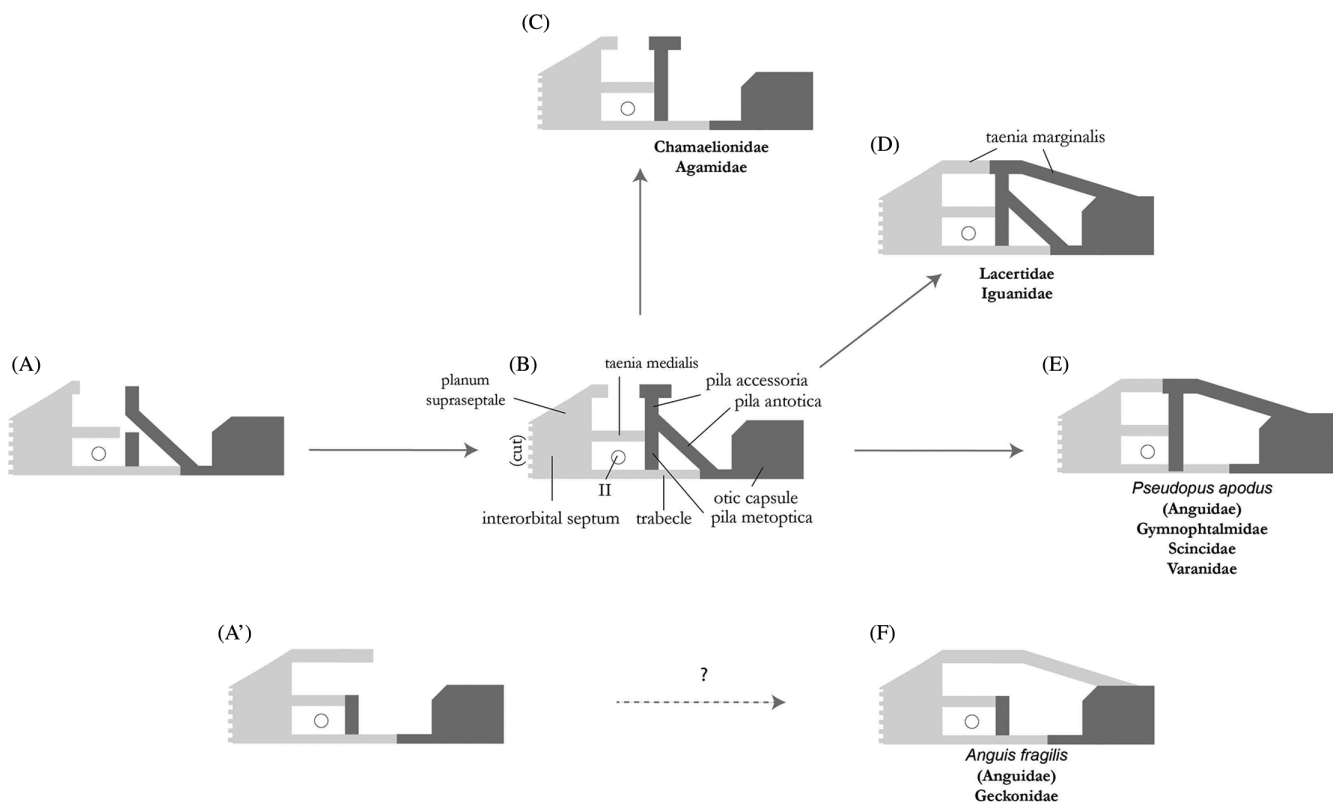 (C)
Chamaelionidae
Agamidae
(D)
taenia marginalis
Lacertidae
Iguanidae
(A)
(B)
taenia medialis
planum
supraseptale
pila accessoria
pila antotica
(cut)
II
interorbital septum
trabecle
otic capsule
pila metoptica
(E)
Pseudopus apodus
(Anguidae)
Gymnophtalmidae
Scincidae
Varanidae
(A’)
?
(F)
Anguis fragilis
(Anguidae)
Geckonidae